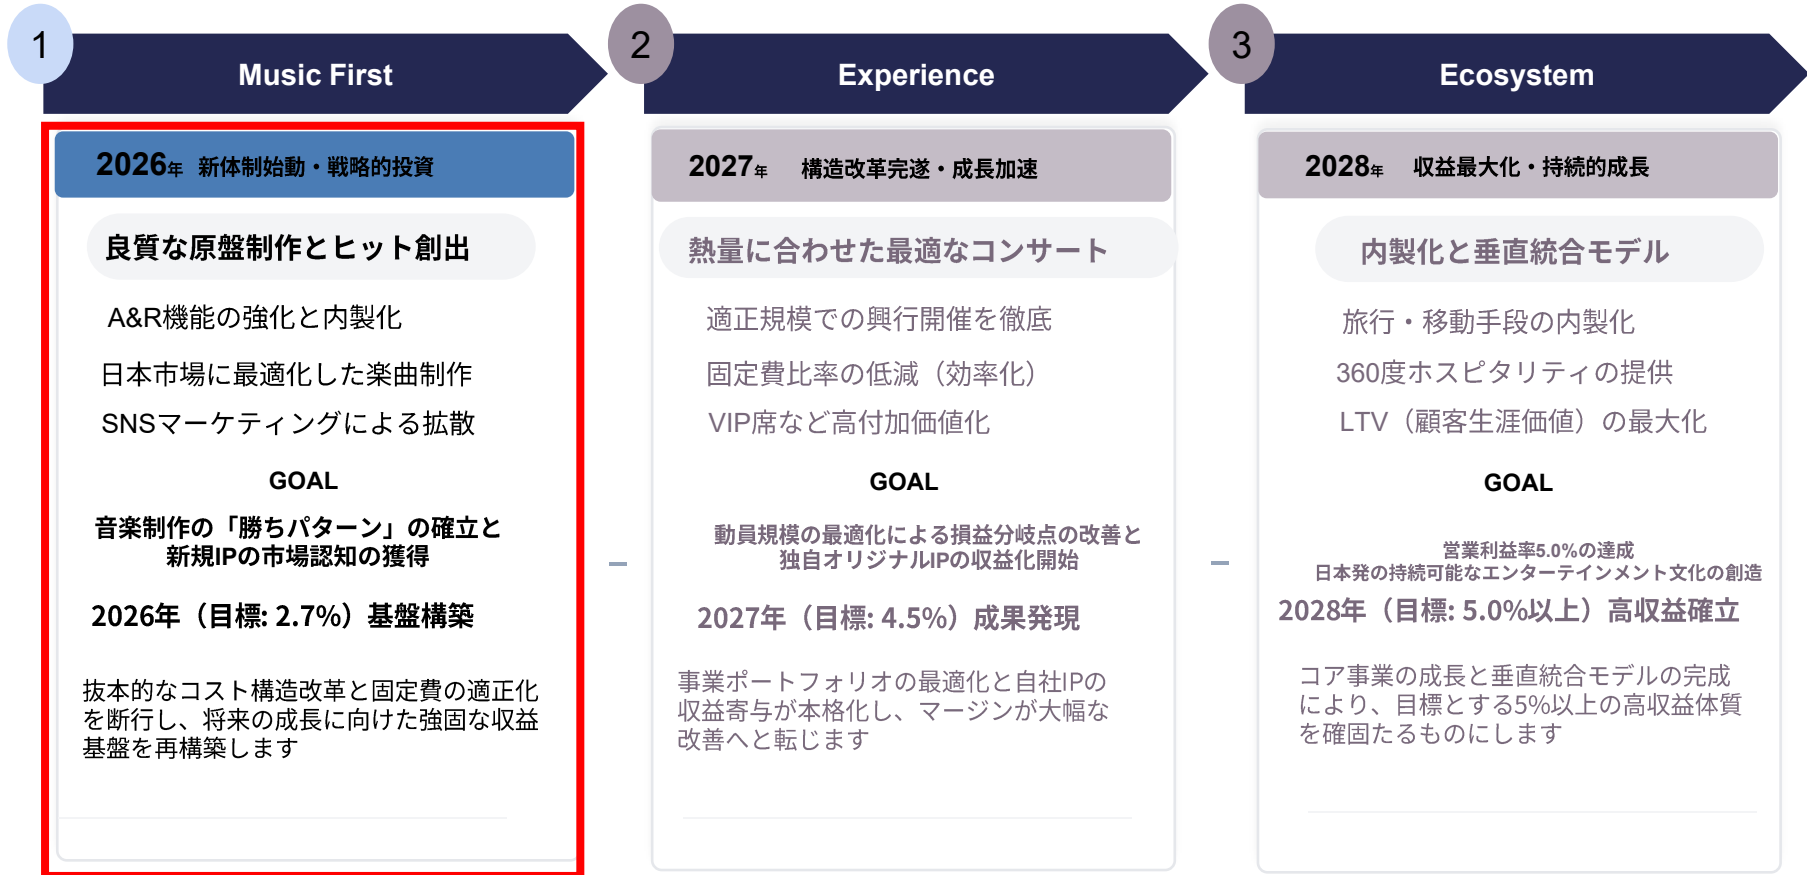 1
Music First
2026年 新体制始動・戦略的投資
良質な原盤制作とヒット創出
A&R機能の強化と内製化
日本市場に最適化した楽曲制作
SNSマーケティングによる拡散
GOAL
音楽制作の「勝ちパターン」の確立と
新規IPの市場認知の獲得
2026年（目標: 2.7%）基盤構築
抜本的なコスト構造改革と固定費の適正化
を断行し、将来の成長に向けた強固な収益
基盤を再構築します
2
Experience
2027年 構造改革完遂・成長加速
熱量に合わせた最適なコンサート
適正規模での興行開催を徹底
固定費比率の低減（効率化）
VIP席など高付加価値化
GOAL
動員規模の最適化による損益分岐点の改善と
独自オリジナルIPの収益化開始
2027年（目標: 4.5%）成果発現
事業ポートフォリオの最適化と自社IPの
収益寄与が本格化し、マージンが大幅な
改善へと転じます
3
Ecosystem
2028年 収益最大化・持続的成長
内製化と垂直統合モデル
旅行・移動手段の内製化
360度ホスピタリティの提供
LTV（顧客生涯価値）の最大化
GOAL
営業利益率5.0%の達成
日本発の持続可能なエンターテインメント文化の創造
2028年（目標: 5.0%以上）高収益確立
コア事業の成長と垂直統合モデルの完成
により、目標とする5%以上の高収益体質
を確固たるものにします